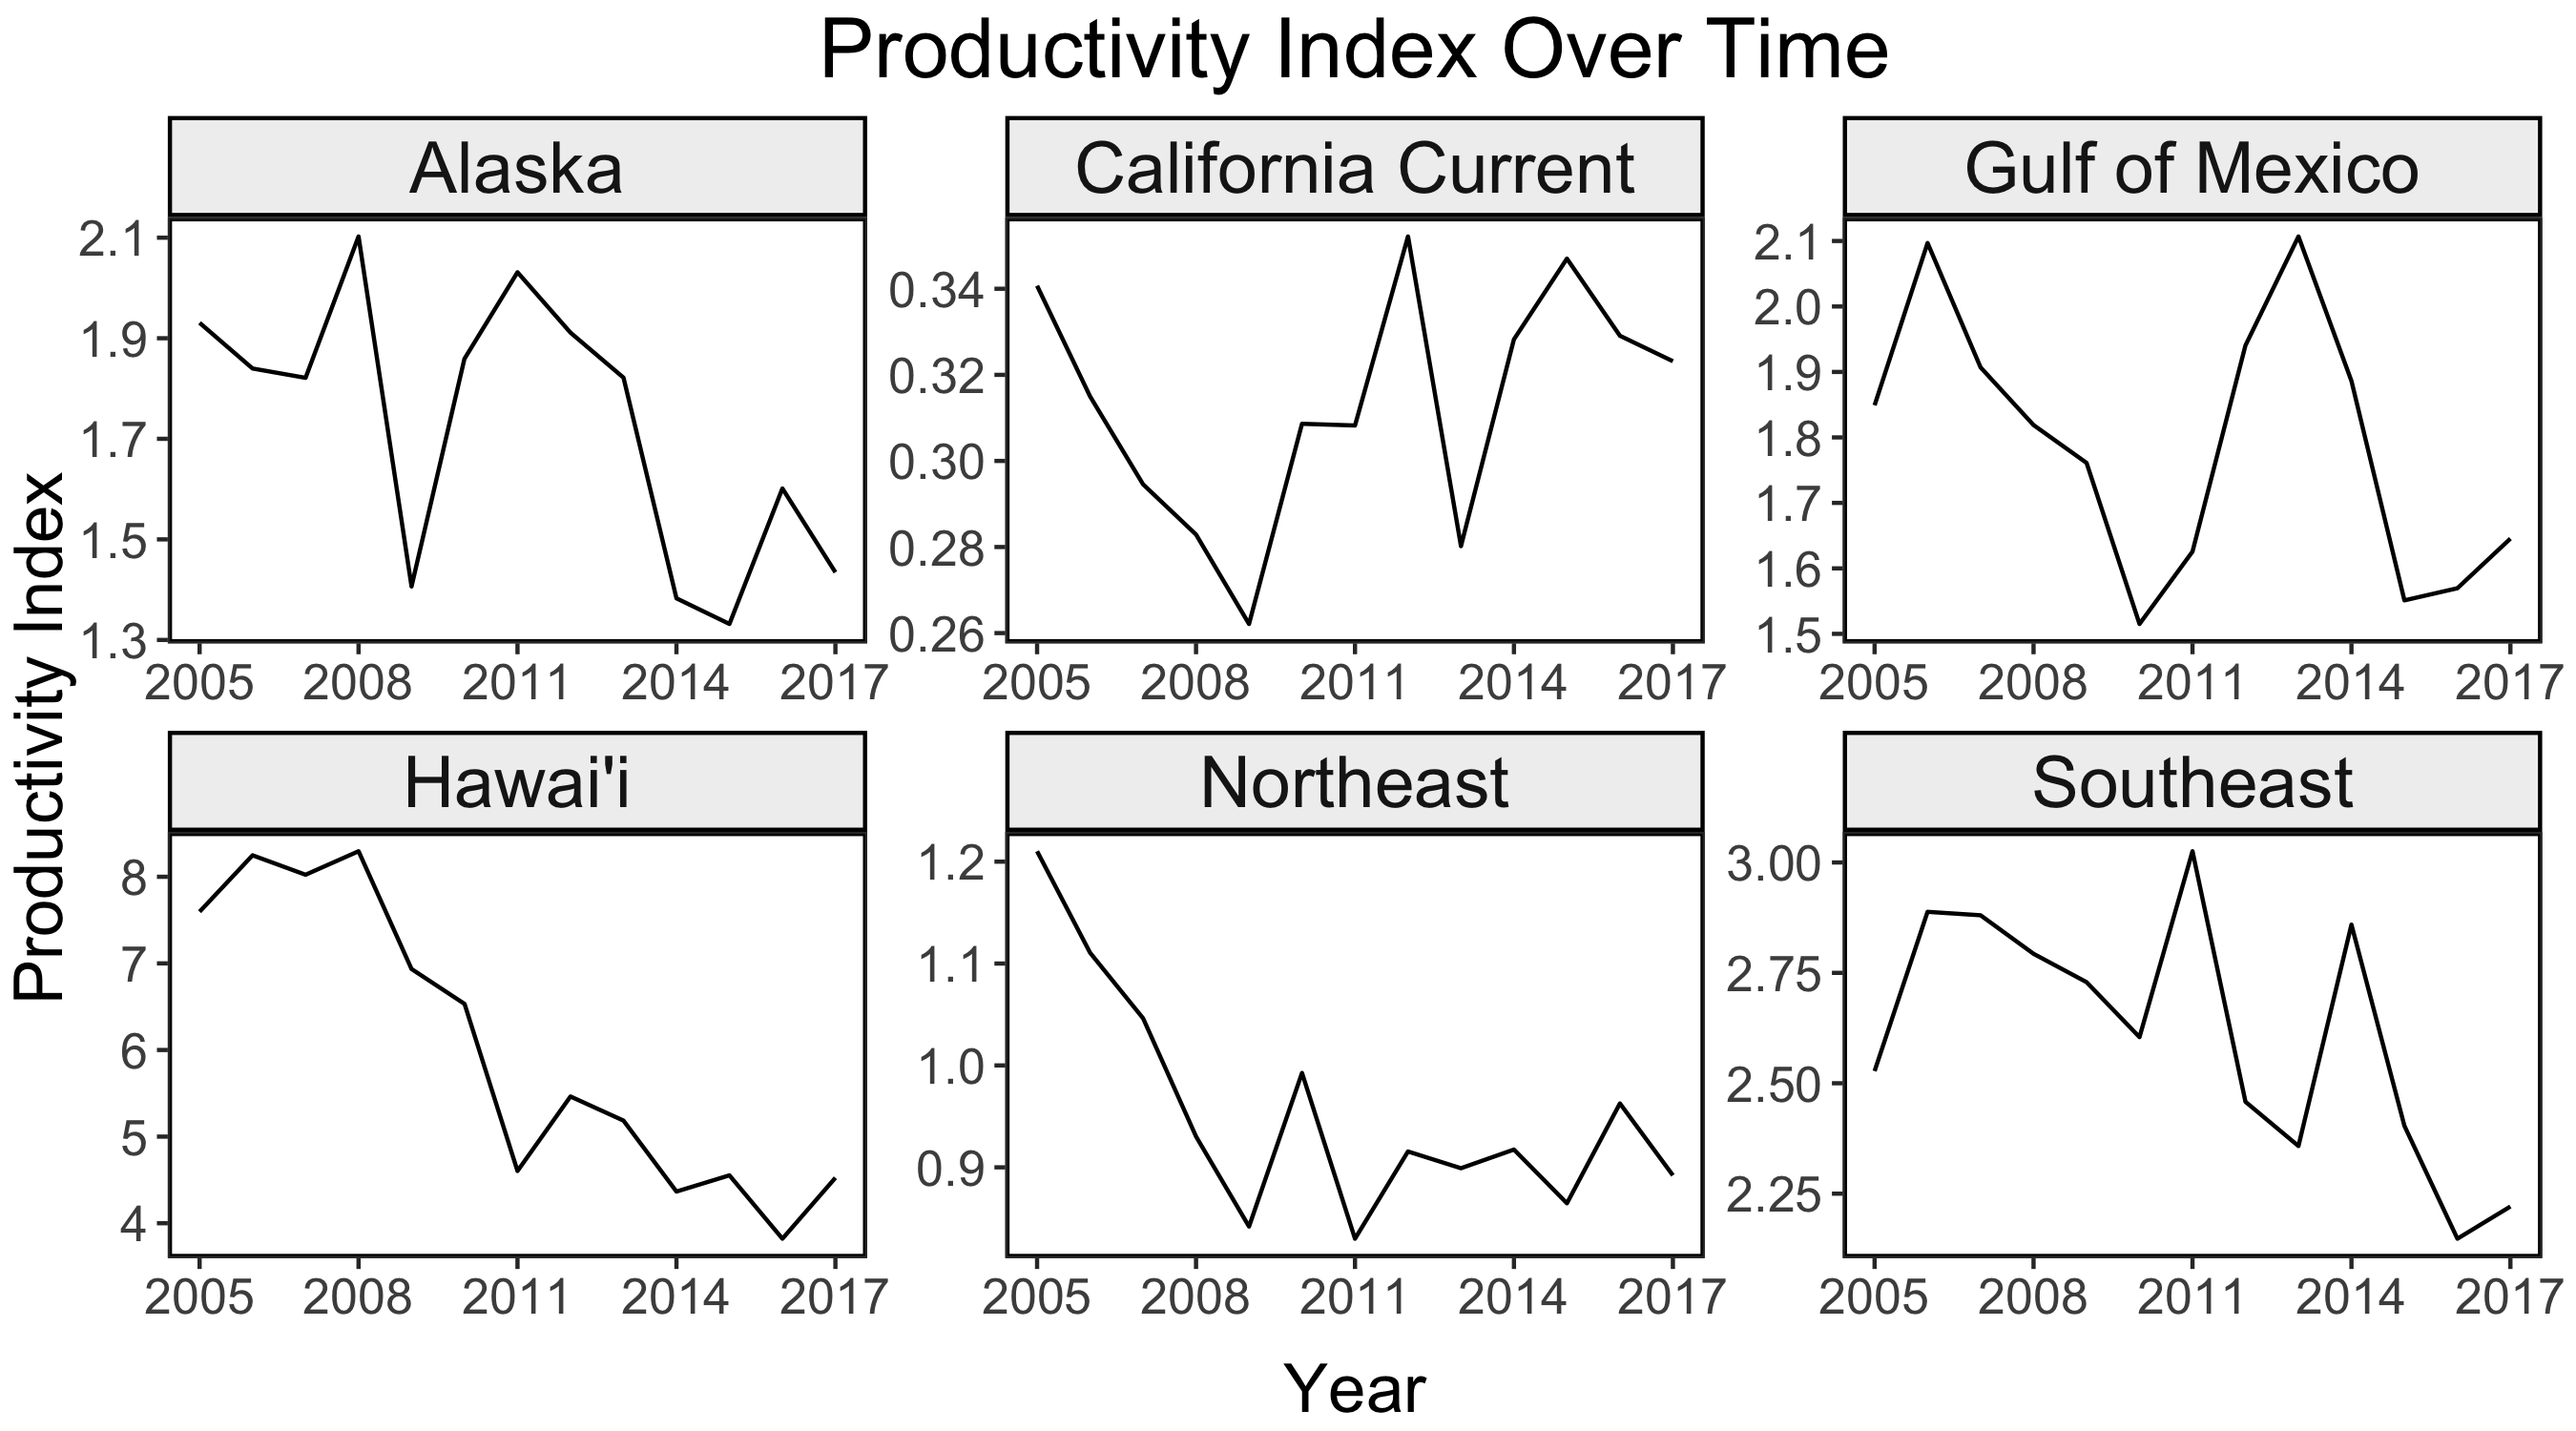 Productivity Index Over Time
Alaska
California Current
Gulf of Mexico
2.1
1.9
1.7
1.5
1.3
0.34
0.32
0.30
0.28
0.26
2.1
2.0
1.9
1.8
1.7
1.6
1.5
2005 2008 2011 2014 2017
2005 2008 2011 2014 2017
2005 2008 2011 2014 2017
Productivity Index
Hawai'i
Northeast
Southeast
8
7
6
5
4
1.2
1.1
1.0
0.9
3.00
2.75
2.50
2.25
2005 2008 2011 2014 2017
2005 2008 2011 2014 2017
2005 2008 2011 2014 2017
Year